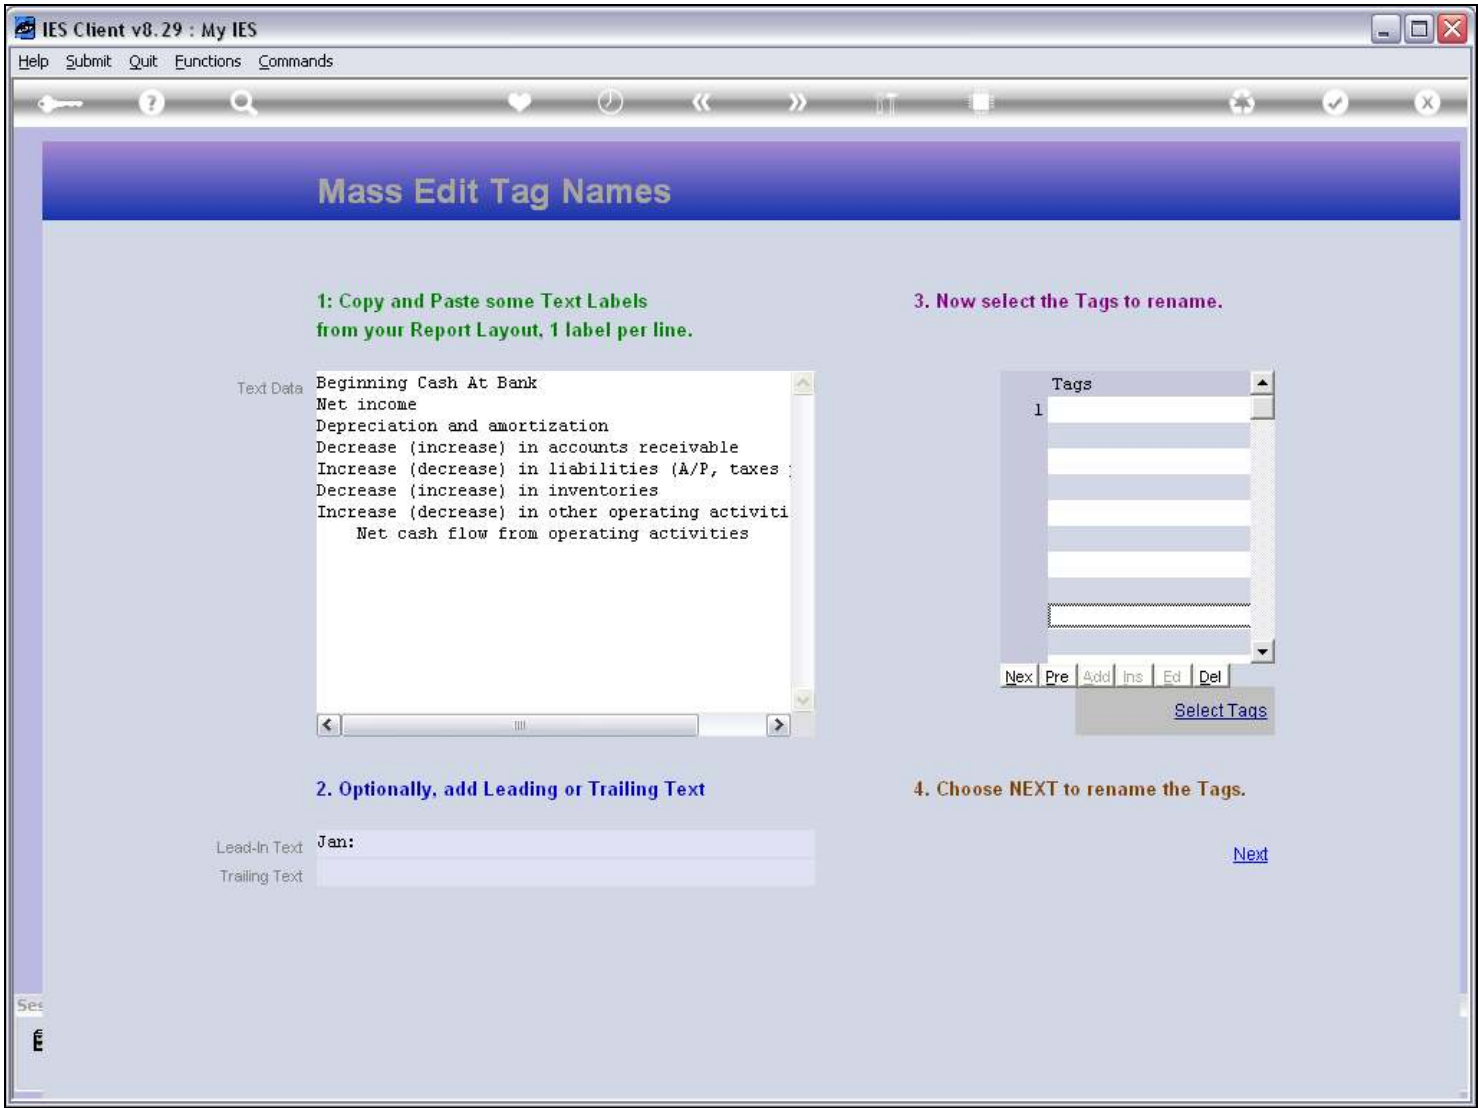 IES Client v8.29 : My IES
Help Submit Quit Functions Commands
Mass Edit Tag Names
1: Copy and Paste some Text Labels
from your Report Layout, 1 label per line.
Text Data
Beginning Cash At Bank
Net income
Depreciation and amortization
Decrease (increase) in accounts receivable
Increase (decrease) in liabilities (A/P, taxes
Decrease (increase) in inventories
Increase (decrease) in other operating activiti
Net cash flow from operating activities
2. Optionally, add Leading or Trailing Text
Lead-In Text Jan:
Trailing Text
3. Now select the Tags to rename.
Tags
1
Nex Pre Add Ins Ed Del
Select Tags
4. Choose NEXT to rename the Tags.
Next
Ses